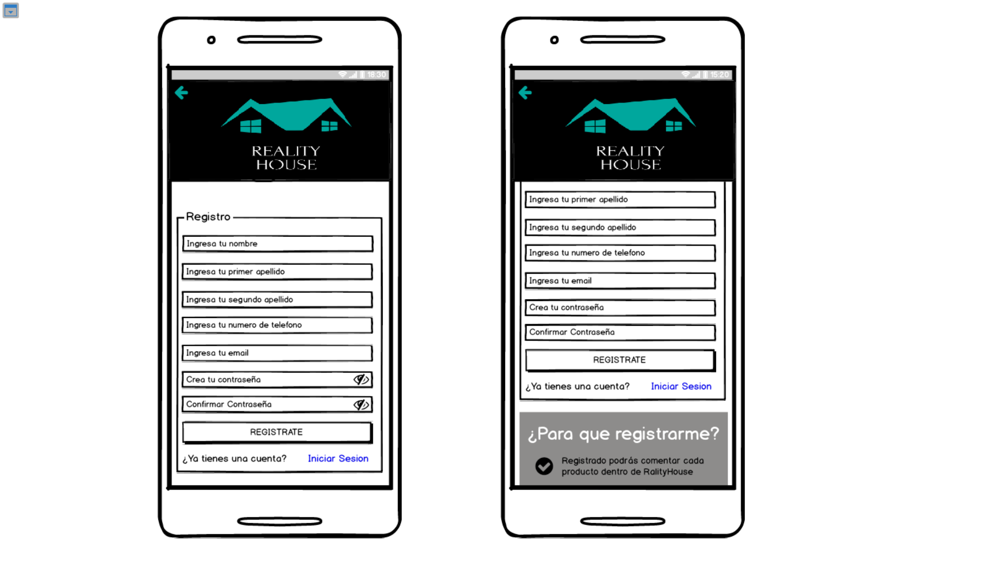 18:30
REALITY
HOUSE
Registro
Ingresa tu nombre
Ingresa tu primer apellido
Ingresa tu segundo apellido
Ingresa tu numero de telefono
Ingresa tu email
Crea tu contraseña
Confirmar Contraseña
REGISTRATE
¿Ya tienes una cuenta? Iniciar Sesion
15:20
REALITY
HOUSE
Ingresa tu primer apellido
Ingresa tu segundo apellido
Ingresa tu numero de telefono
Ingresa tu email
Crea tu contraseña
Confirmar Contraseña
REGISTRATE
¿Ya tienes una cuenta? Iniciar Sesion
¿Para que registrarme?
Registrado podrás comentar cada
producto dentro de RalityHouse